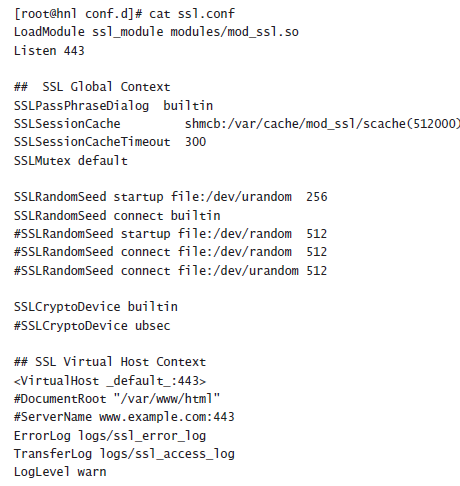 [root@hnl conf.d]# cat ssl.conf
LoadModule ssl_module modules/mod_ssl.so
Listen 443
##  SSL Global Context
SSLPassPhraseDialog  builtin
SSLSessionCache         shmcb:/var/cache/mod_ssl/scache(512000)
SSLSessionCacheTimeout  300
SSLMutex default
SSLRandomSeed startup file:/dev/urandom  256
SSLRandomSeed connect builtin
#SSLRandomSeed startup file:/dev/random  512
#SSLRandomSeed connect file:/dev/random  512
#SSLRandomSeed connect file:/dev/urandom 512
SSLCryptoDevice builtin
#SSLCryptoDevice ubsec
## SSL Virtual Host Context
<VirtualHost _default_:443>
#DocumentRoot "/var/www/html"
#ServerName www.example.com:443
ErrorLog logs/ssl_error_log
TransferLog logs/ssl_access_log
LogLevel warn